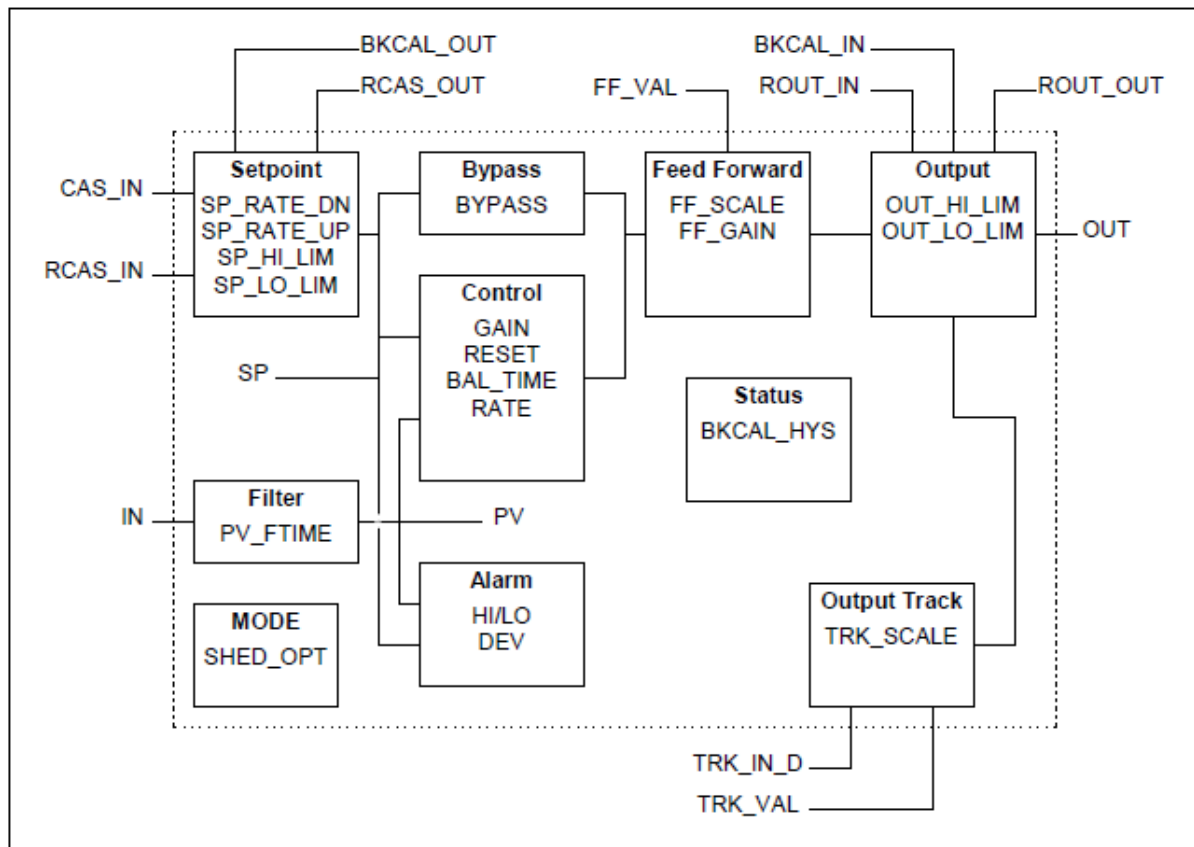 BKCAL_OUT
BKCAL_IN
RCAS_OUT
FF_VAL
ROUT_IN
ROUT_OUT
CAS_IN
RCAS_IN
Setpoint
SP_RATE_DN
SP_RATE_UP
SP_HI_LIM
SP_LO_LIM
Bypass
BYPASS
Feed Forward
FF_SCALE
FF_GAIN
Output
OUT_HI_LIM
OUT_LO_LIM
OUT
Control
GAIN
RESET
BAL_TIME
RATE
SP
Status
BKCAL_HYS
IN
Filter
PV_FTIME
PV
Alarm
HI/LO
DEV
MODE
SHED_OPT
Output Track
TRK_SCALE
TRK_IN_D
TRK_VAL